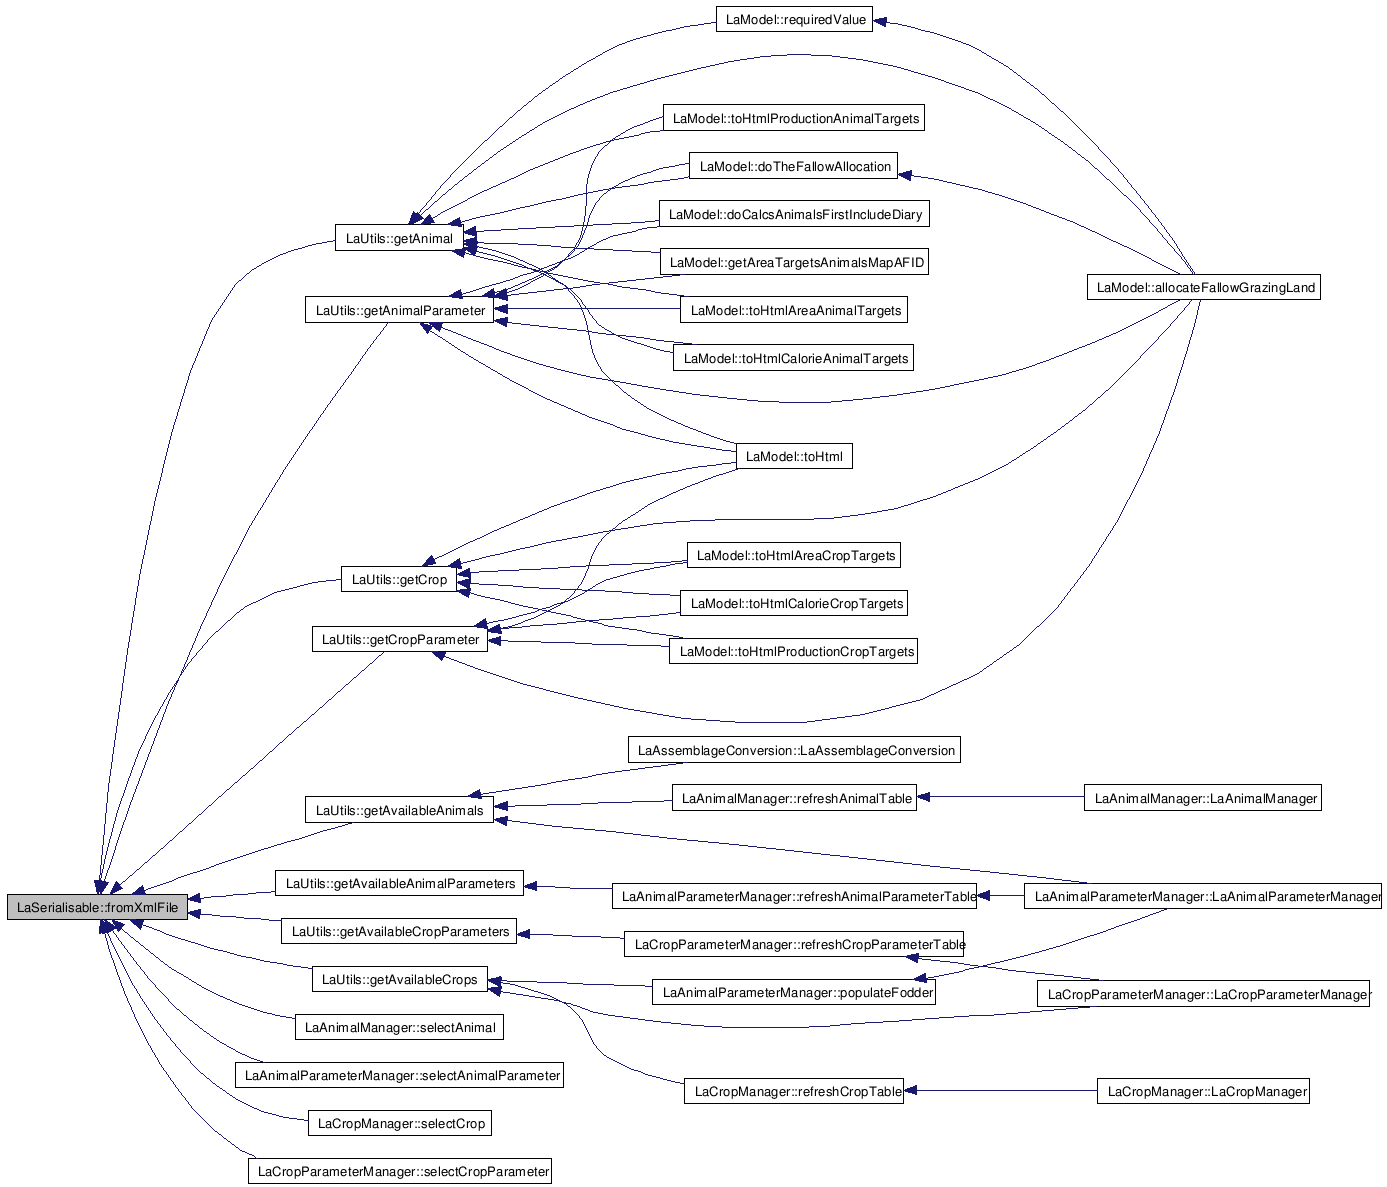 LaModel::requiredValue
LaModel::toHtmlProductionAnimalTargets
LaModel::doTheFallowAllocation
LaModel::doCalcsAnimalsFirstIncludeDiary
LaUtils::getAnimal
LaModel::getAreaTargetsAnimalsMapAFID
LaModel::allocateFallowGrazingLand
LaUtils::getAnimalParameter
LaModel::toHtmlAreaAnimalTargets
LaModel::toHtmlCalorieAnimalTargets
LaModel::toHtml
LaModel::toHtmlAreaCropTargets
LaUtils::getCrop
LaModel::toHtmlCalorieCropTargets
LaUtils::getCropParameter
LaModel::toHtmlProductionCropTargets
LaAssemblageConversion::LaAssemblageConversion
LaAnimalManager::refreshAnimalTable
LaAnimalManager::LaAnimalManager
LaUtils::getAvailableAnimals
LaUtils::getAvailableAnimalParameters
LaAnimalParameterManager::refreshAnimalParameterTable
LaAnimalParameterManager::LaAnimalParameterManager
LaSerialisable::fromXmlFile
LaUtils::getAvailableCropParameters
LaCropParameterManager::refreshCropParameterTable
LaUtils::getAvailableCrops
LaAnimalParameterManager::populateFodder
LaCropParameterManager::LaCropParameterManager
LaAnimalManager::selectAnimal
LaAnimalParameterManager::selectAnimalParameter
LaCropManager::refreshCropTable
LaCropManager::LaCropManager
LaCropManager::selectCrop
LaCropParameterManager::selectCropParameter